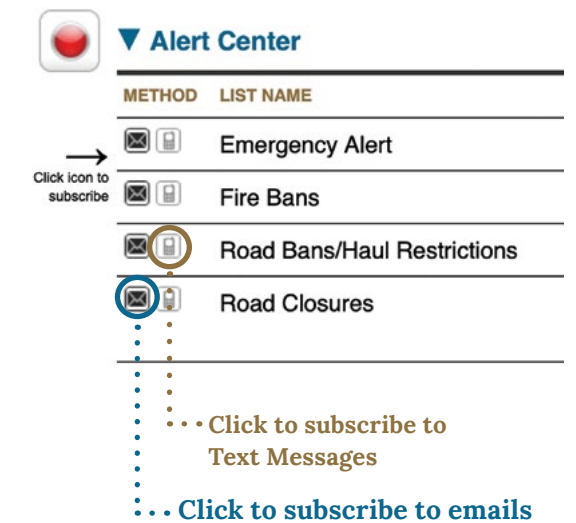 ▼ Alert Center
METHOD LIST NAME
Emergency Alert
Click icon to
subscribe
Fire Bans
Road Bans/Haul Restrictions
Road Closures
Click to subscribe to
Text Messages
Click to subscribe to emails